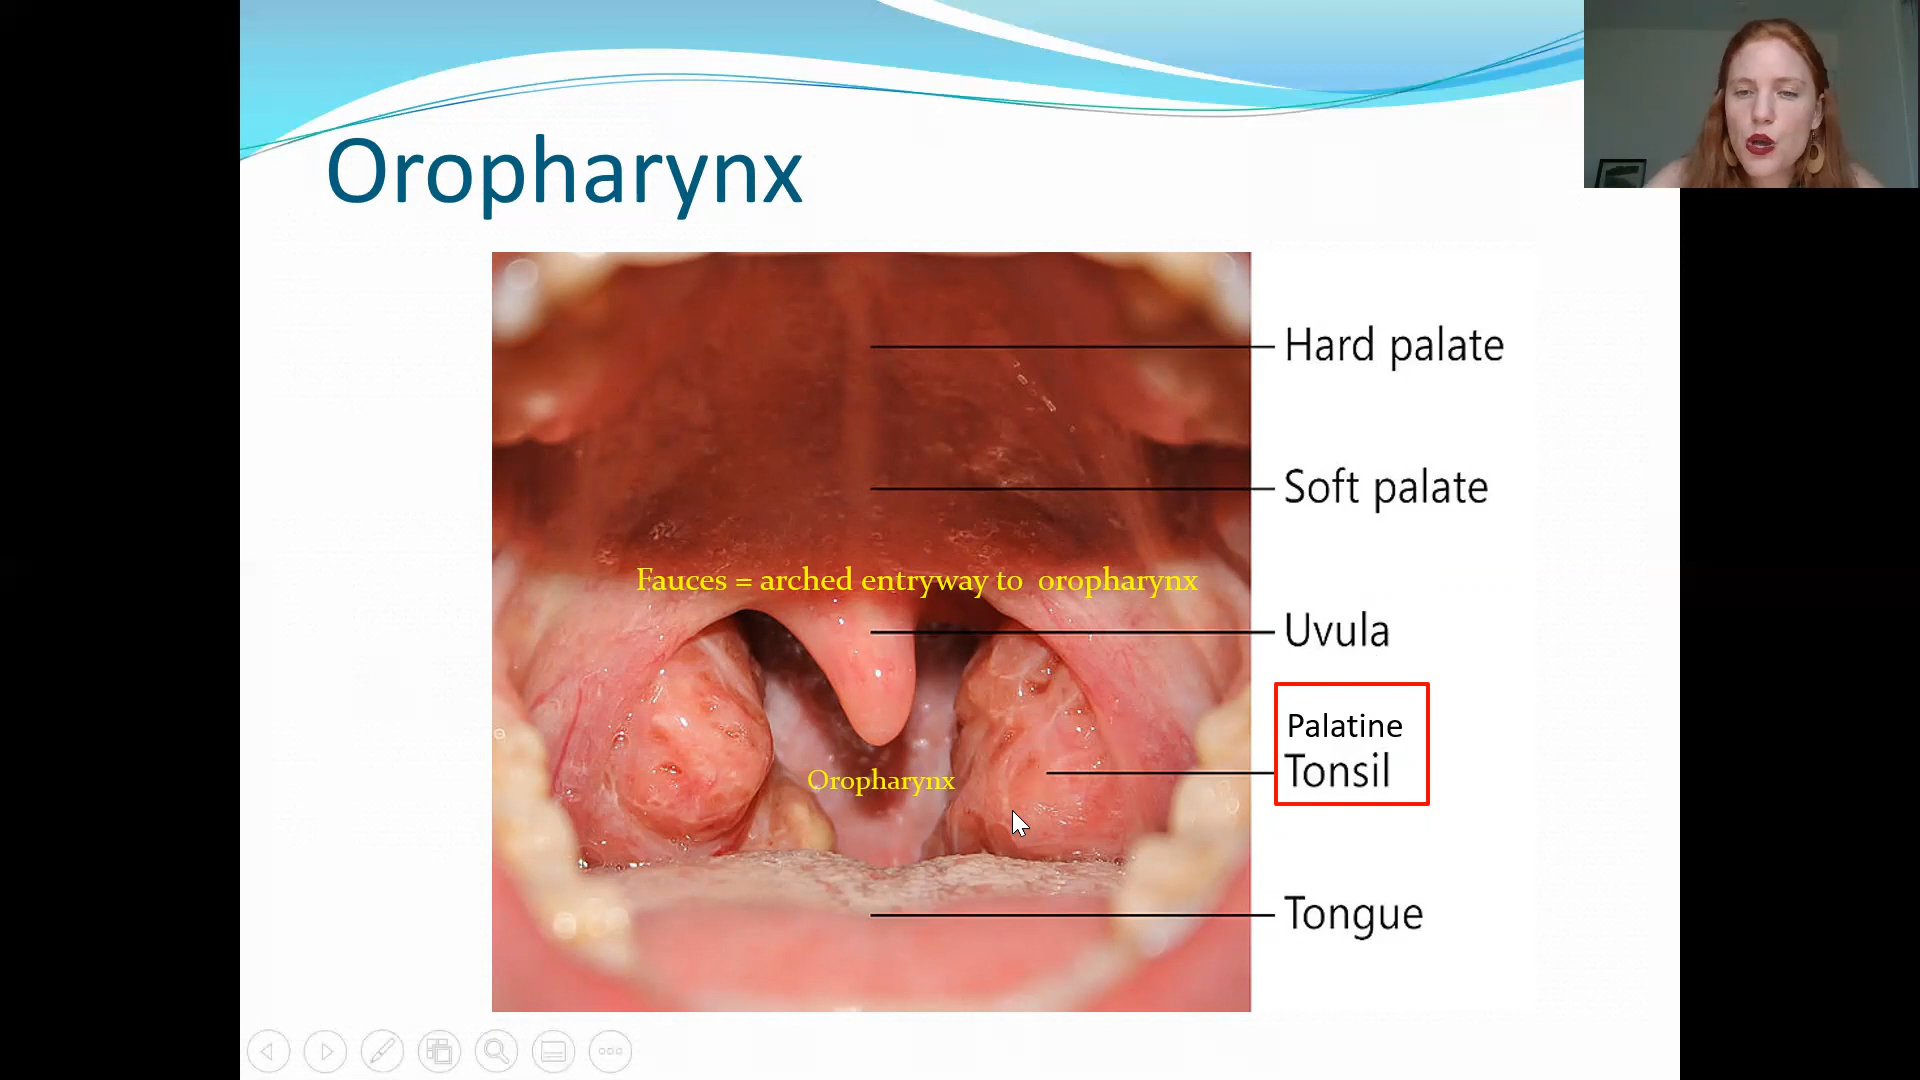 Oropharynx
Hard palate
Soft palate
Fauces = arched entryway to oropharynx
Uvula
Palatine
Tonsil
Oropharynx
Tongue